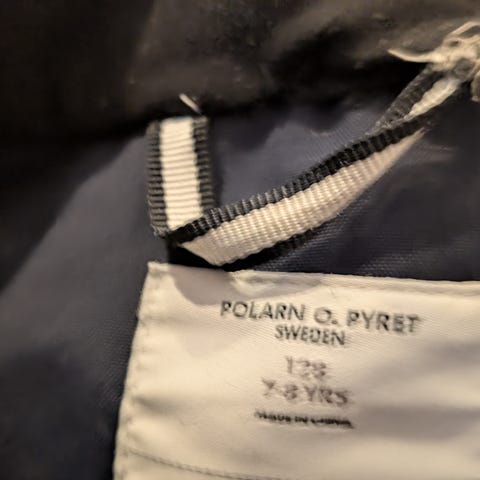 POLARN O. PYRET
SWEDEN
128
7-8 YRS
MADE IN CHINA